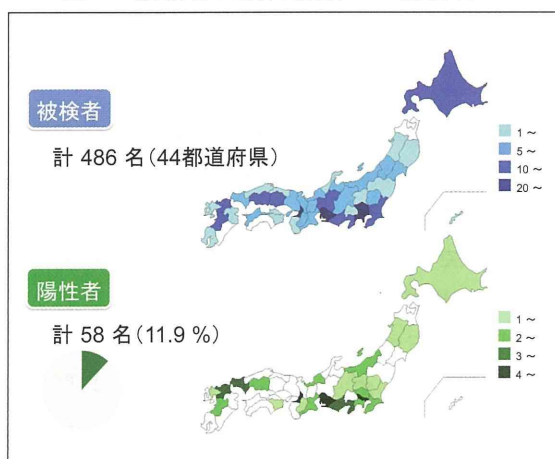 被検者
計 486 名(44都道府県)
1 ~
5 ~
10 ~
20 ~
陽性者
計 58 名(11.9 %)
1 ~
2 ~
3 ~
4 ~